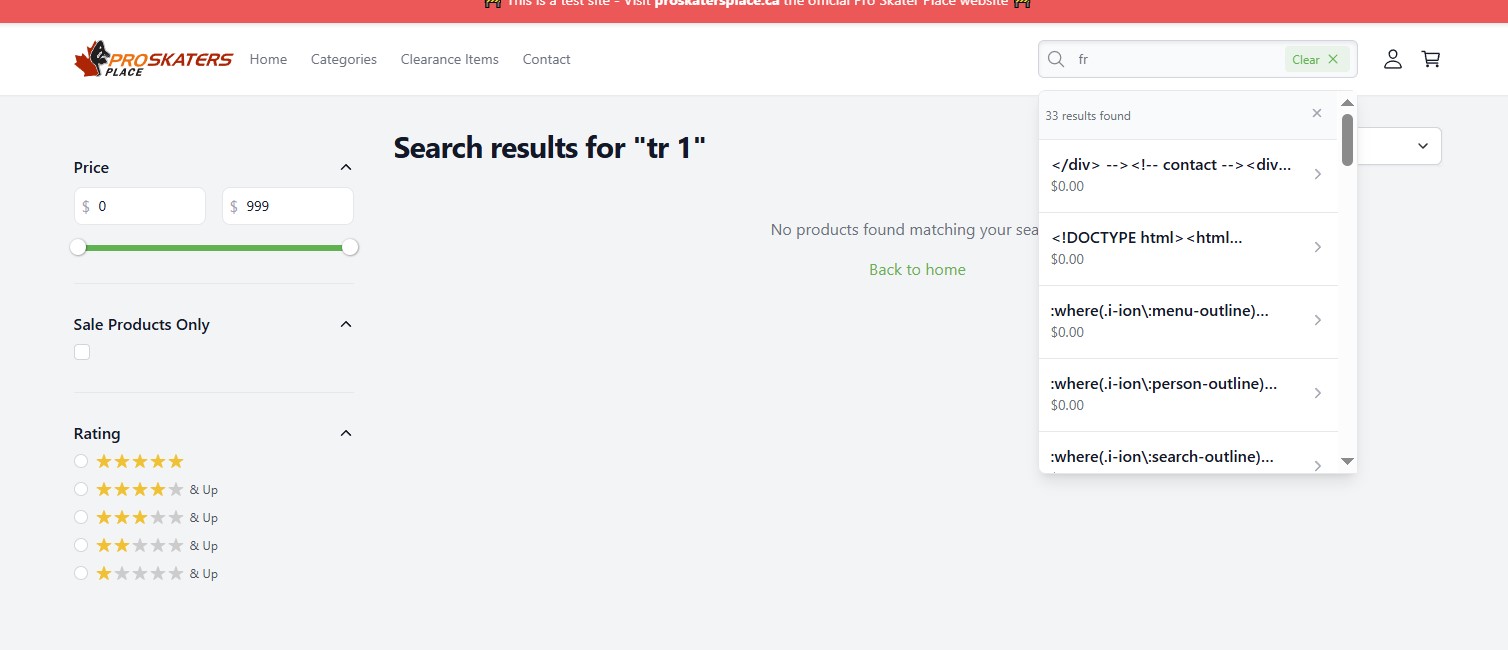 🚧 This is a test site - Visit proskatersplace.ca the official Pro Skater Place website 🚧
PROSKATERS
PLACE
Home
Categories
Clearance Items
Contact
fr
Clear ×
33 results found ×
</div> --><!-- contact --><div...
$0.00
<!DOCTYPE html><html...
$0.00
:where(.i-ion\:menu-outline)...
$0.00
:where(.i-ion\:person-outline)...
$0.00
:where(.i-ion\:search-outline)...
Price
$ 0
$ 999
Sale Products Only
Rating
& Up
& Up
& Up
& Up
Search results for "tr 1"
No products found matching your sea
Back to home